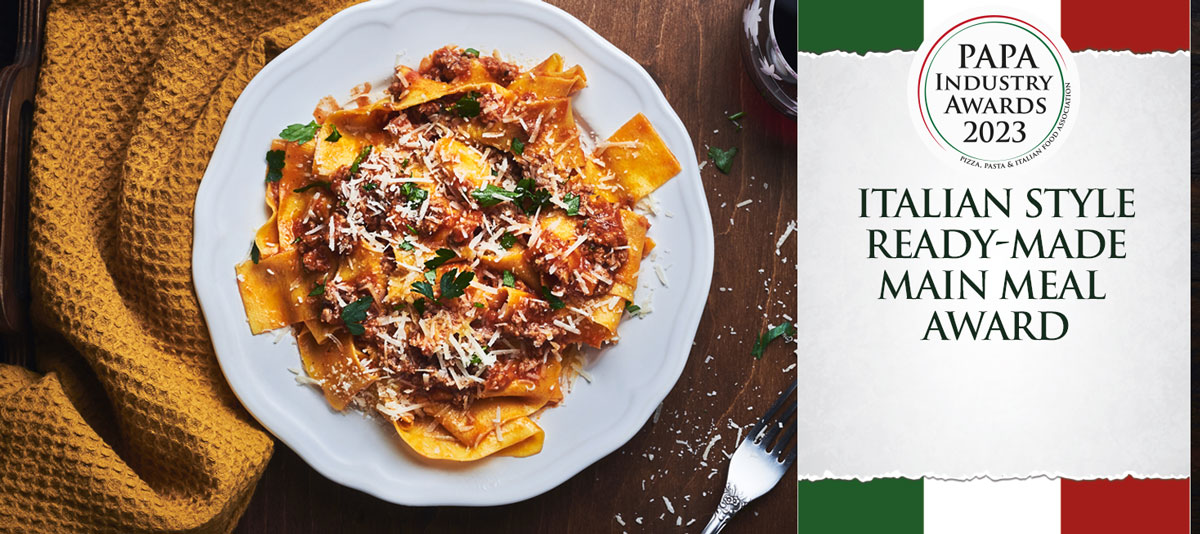 PAPA
INDUSTRY
AWARDS
2023
PIZZA, PASTA & ITALIAN FOOD ASSOCIATION
ITALIAN STYLE
READY-MADE
MAIN MEAL
AWARD